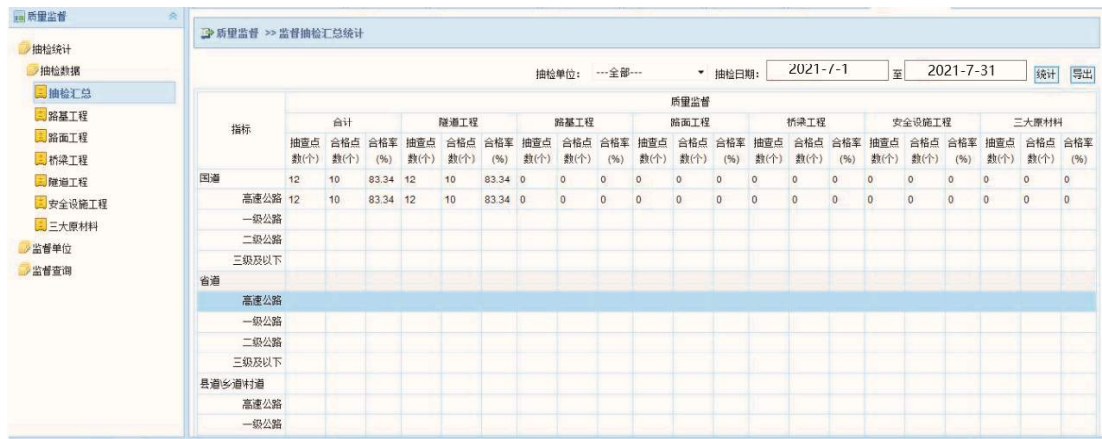 质量监督
抽检统计
抽检数据
抽检汇总
路基工程
路面工程
桥梁工程
隧道工程
安全设施工程
三大原材料
监督单位
监督查询
质量监督 >> 监督抽检汇总统计
抽检单位： ---全部--- 抽检日期： 2021-7-1 至 2021-7-31 统计 导出
指标 质量监督
合计 隧道工程 路基工程 路面工程 桥梁工程 安全设施工程 三大原材料
抽查点数(个) 合格点数(个) 合格率(%) 抽查点数(个) 合格点数(个) 合格率(%) 抽查点数(个) 合格点数(个) 合格率(%) 抽查点数(个) 合格点数(个) 合格率(%) 抽查点数(个) 合格点数(个) 合格率(%) 抽查点数(个) 合格点数(个) 合格率(%) 抽查点数(个) 合格点数(个) 合格率(%)
国道 12 10 83.34 12 10 83.34 0 0 0 0 0 0 0 0 0 0 0 0 0 0 0
高速公路 12 10 83.34 12 10 83.34 0 0 0 0 0 0 0 0 0 0 0 0 0 0 0
一级公路
二级公路
三级及以下
省道
高速公路
一级公路
二级公路
三级及以下
县道\乡道\村道
高速公路
一级公路